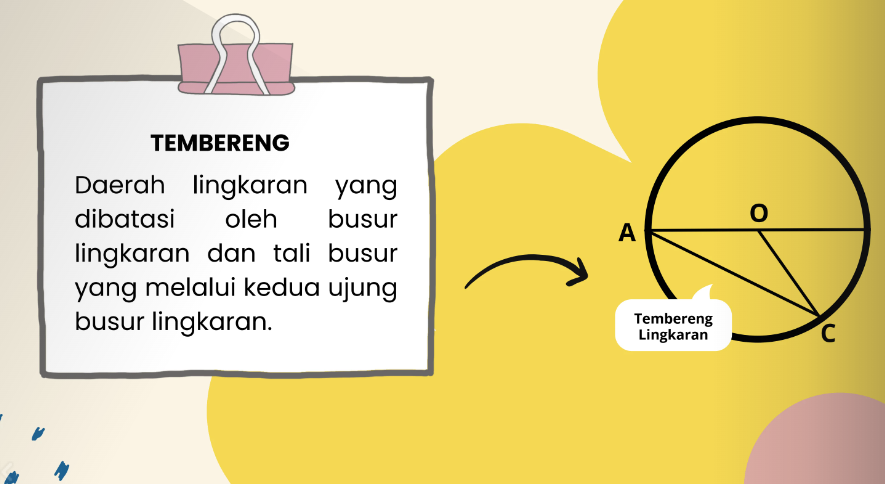 TEMBERENG
Daerah lingkaran yang
dibatasi oleh busur
lingkaran dan tali busur
yang melalui kedua ujung
busur lingkaran.
O
A
Tembereng
Lingkaran
C